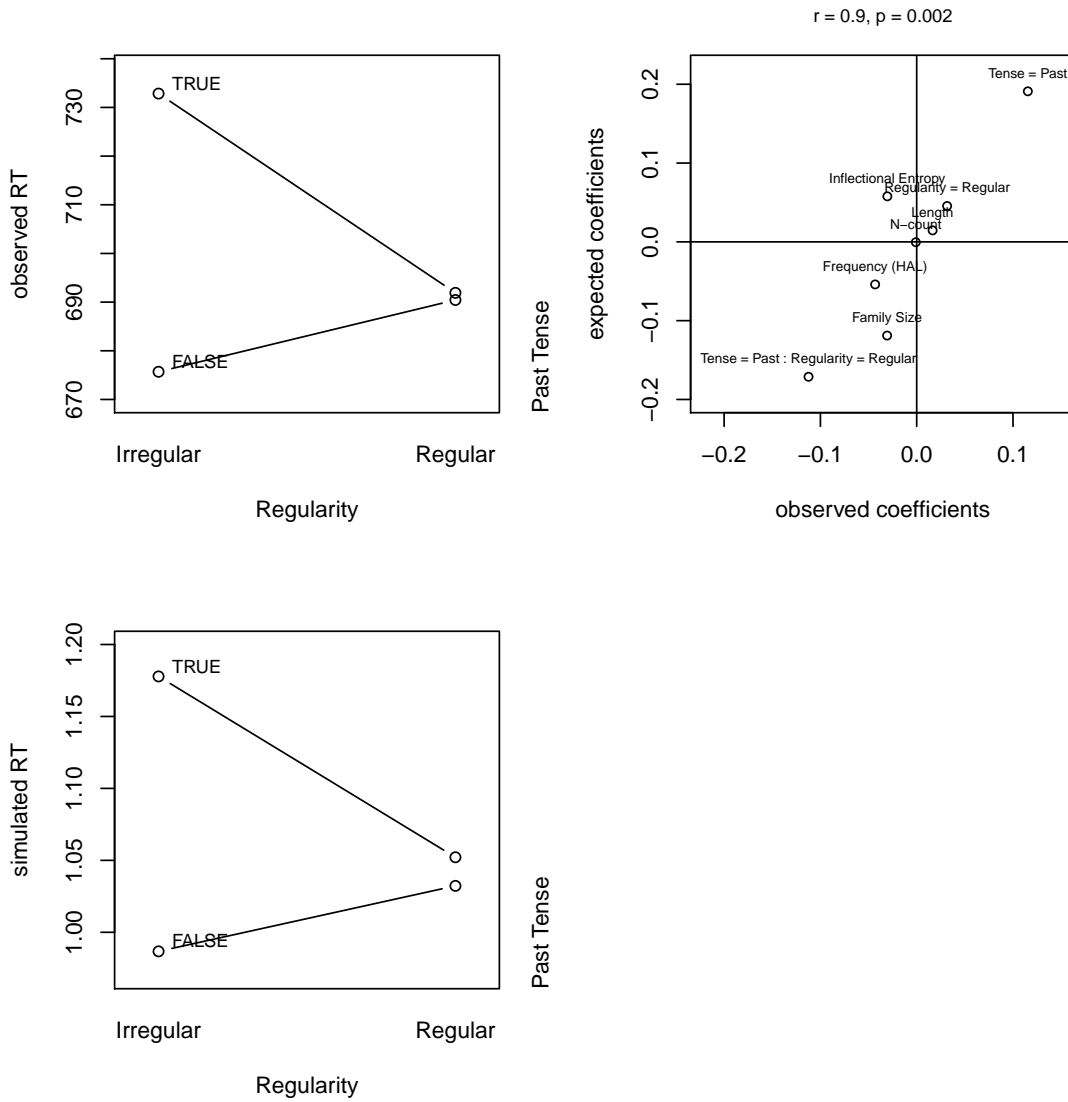 observed RT
730
710
690
670
TRUE
FALSE
Irregular
Regular
Regularity
Past Tense
r = 0.9, p = 0.002
expected coefficients
0.2
0.1
0.0
−0.1
−0.2
Tense = Past
Inflectional Entropy
Regularity = Regular
Length
N−count
Frequency (HAL)
Family Size
Tense = Past : Regularity = Regular
−0.2
−0.1
0.0
0.1
observed coefficients
simulated RT
1.20
1.15
1.10
1.05
1.00
TRUE
FALSE
Irregular
Regular
Regularity
Past Tense